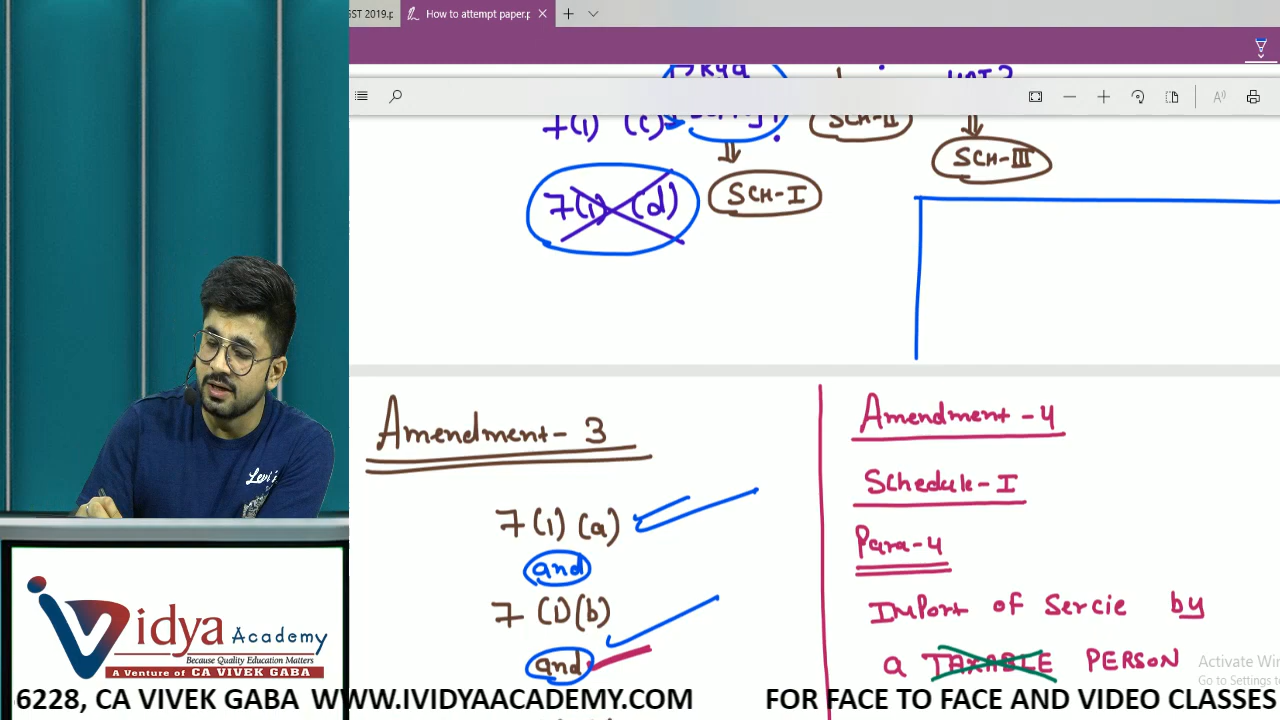 GST 2019.p
How to attempt paper.p
7(1) (c)
SCH-II
SCH-III
7(1) (d)
SCH-I
Amendment- 3
7(1) (a)
and
7(1)(b)
and
Amendment -4
Schedule-I
Para-4
Import of Sercie by
a TAXABLE PERSON
Levi's
Vidya Academy
Because Quality Education Matters
A Venture of CA VIVEK GABA
Activate Win
Go to Settings t
6228, CA VIVEK GABA WWW.IVIDYAACADEMY.COM FOR FACE TO FACE AND VIDEO CLASSES